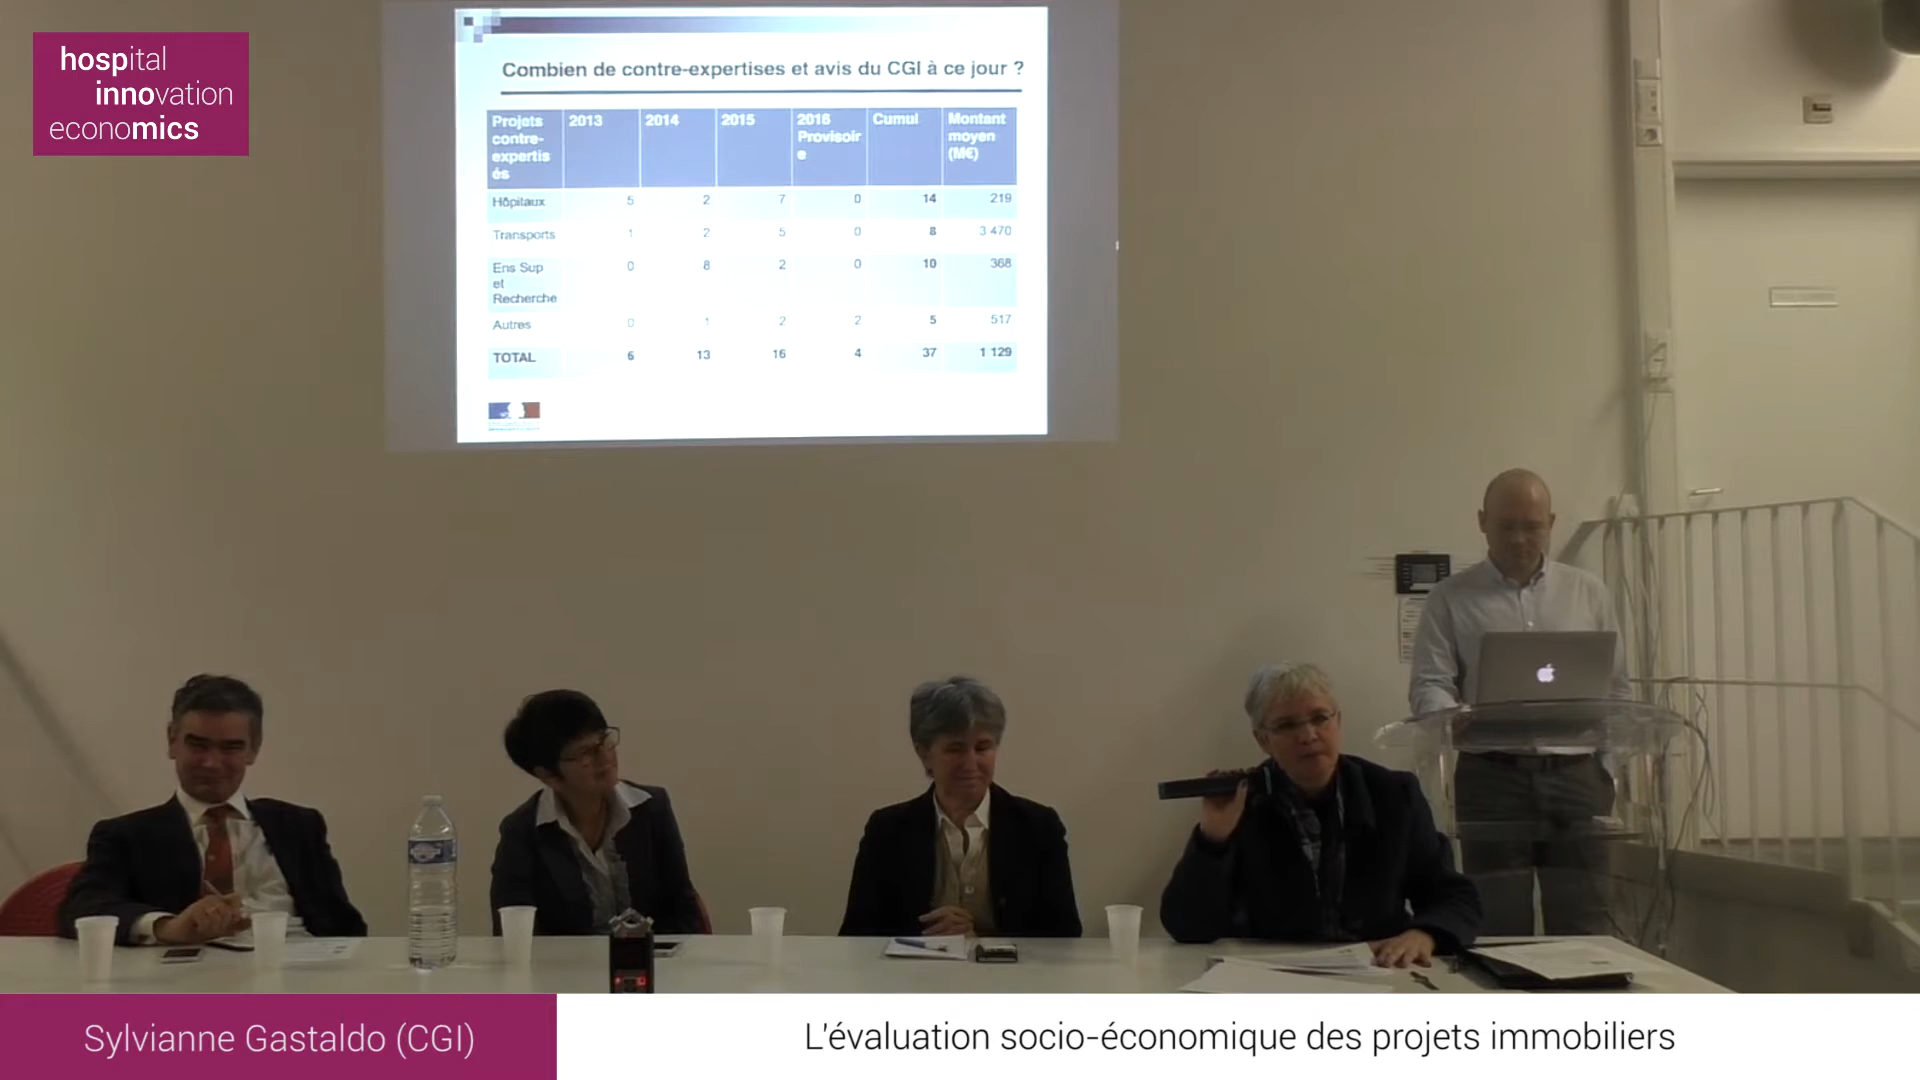 hospital
innovation
economics
Combien de contre-expertises et avis du CGI à ce jour ?
Projets contre-expertisés 2013 2014 2015 2016 Provisoire Cumul Montant moyen (M€)
Hôpitaux 5 2 7 0 14 219
Transports 1 2 5 0 8 3 470
Ens Sup et Recherche 0 8 2 0 10 368
Autres 0 1 2 2 5 517
TOTAL 6 13 16 4 37 1 129
Sylvianne Gastaldo (CGI)
L'évaluation socio-économique des projets immobiliers